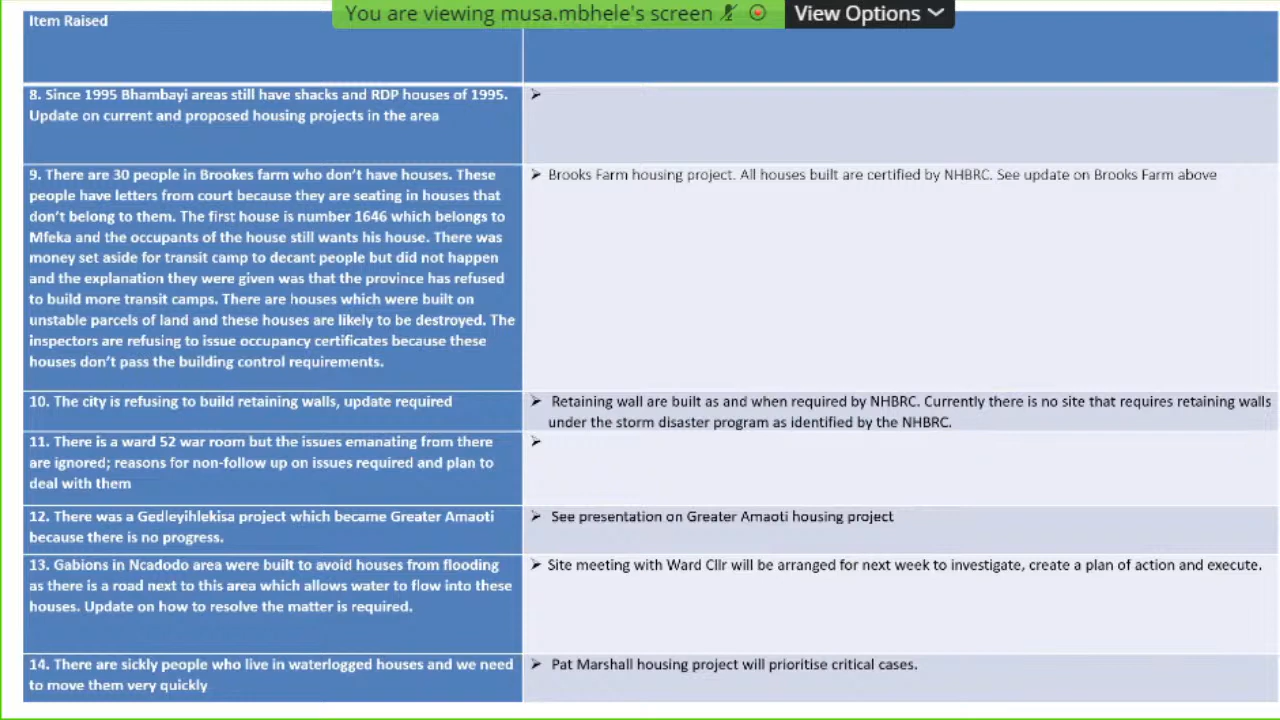 You are viewing musa.mbhele's screen
View Options
Item Raised
8. Since 1995 Bhambayi areas still have shacks and RDP houses of 1995.
Update on current and proposed housing projects in the area
➢
9. There are 30 people in Brookes farm who don't have houses. These
people have letters from court because they are seating in houses that
don't belong to them. The first house is number 1646 which belongs to
Mfeka and the occupants of the house still wants his house. There was
money set aside for transit camp to decant people but did not happen
and the explanation they were given was that the province has refused
to build more transit camps. There are houses which were built on
unstable parcels of land and these houses are likely to be destroyed. The
inspectors are refusing to issue occupancy certificates because these
houses don't pass the building control requirements.
➢ Brooks Farm housing project. All houses built are certified by NHBRC. See update on Brooks Farm above
10. The city is refusing to build retaining walls, update required
➢ Retaining wall are built as and when required by NHBRC. Currently there is no site that requires retaining walls
under the storm disaster program as identified by the NHBRC.
11. There is a ward 52 war room but the issues emanating from there
are ignored; reasons for non-follow up on issues required and plan to
deal with them
➢
12. There was a Gedleyihlekisa project which became Greater Amaoti
because there is no progress.
➢ See presentation on Greater Amaoti housing project
13. Gabions in Ncadodo area were built to avoid houses from flooding
as there is a road next to this area which allows water to flow into these
houses. Update on how to resolve the matter is required.
➢ Site meeting with Ward Cllr will be arranged for next week to investigate, create a plan of action and execute.
14. There are sickly people who live in waterlogged houses and we need
to move them very quickly
➢ Pat Marshall housing project will prioritise critical cases.